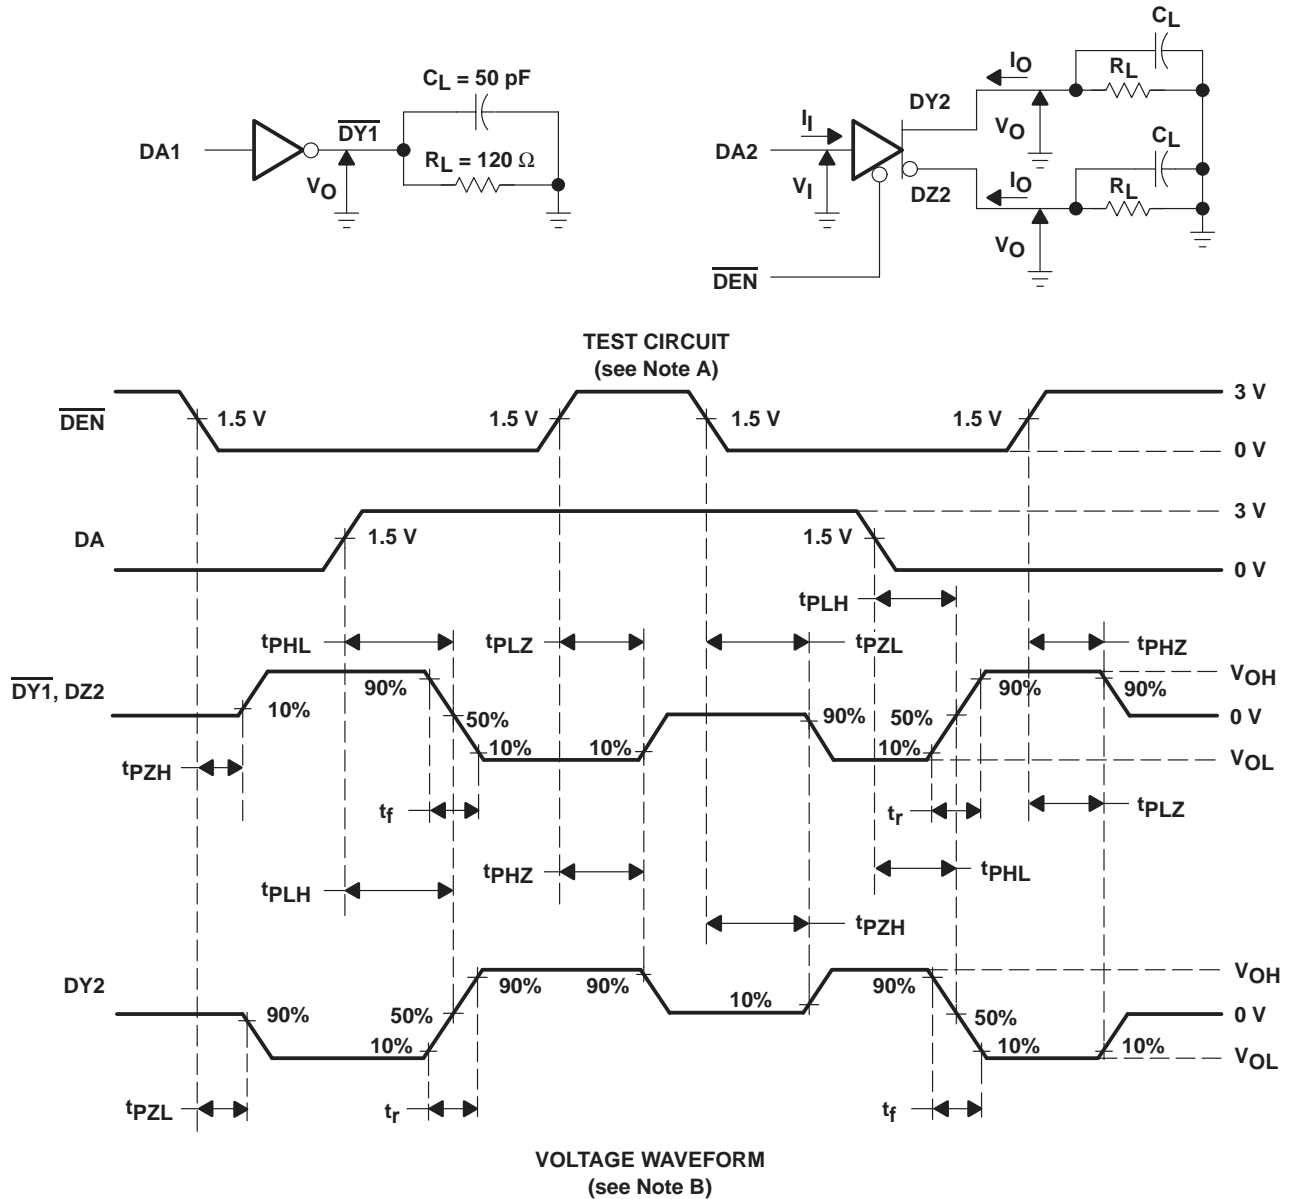 CL
IO
RL
CL = 50 pF
DY2
DA1
DY1
II
VO
CL
RL = 120 Ω
DA2
VO
VI
DZ2
IO
RL
VO
DEN
TEST CIRCUIT
(see Note A)
3 V
DEN
1.5 V
1.5 V
1.5 V
1.5 V
0 V
3 V
DA
1.5 V
1.5 V
0 V
tPLH
tPHL
tPLZ
tPZL
tPHZ
VOH
DY1, DZ2
90%
90%
90%
10%
50%
90%
50%
0 V
10%
10%
10%
VOL
tPZH
tf
tr
tPLZ
tPLH
tPHZ
tPHL
tPZH
VOH
DY2
90%
90%
90%
10%
90%
50%
50%
0 V
10%
10%
10%
VOL
tPZL
tr
tf
VOLTAGE WAVEFORM
(see Note B)